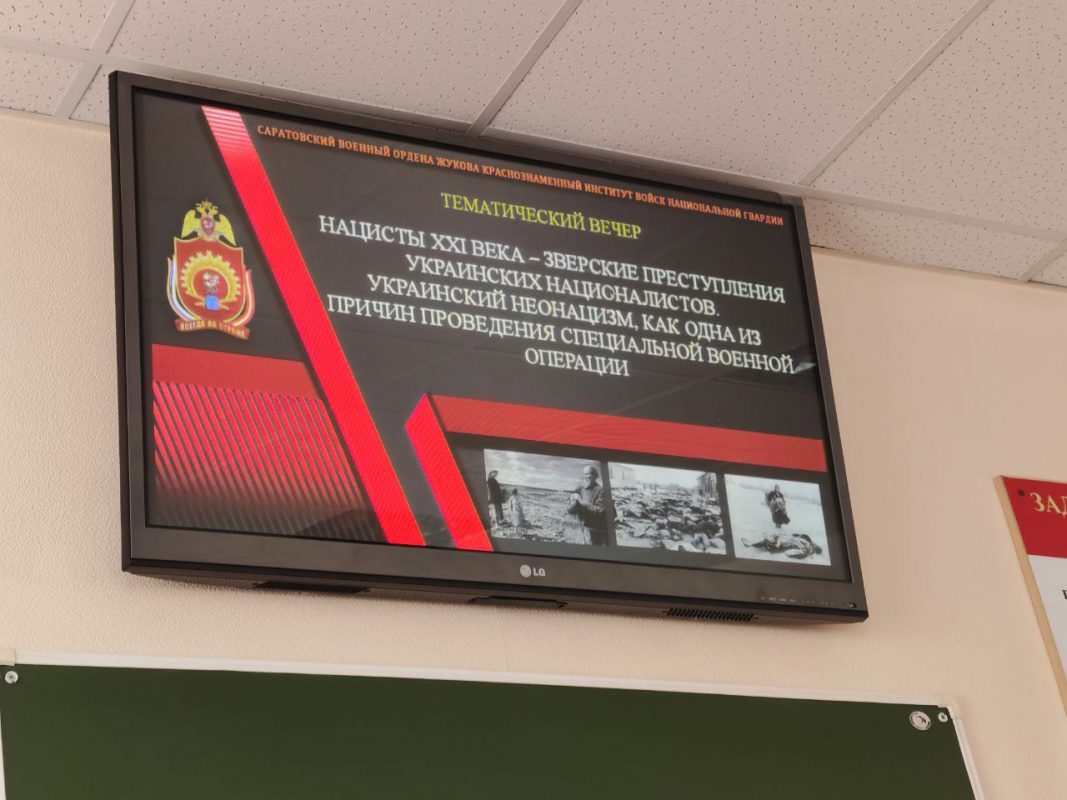 САРАТОВСКИЙ ВОЕННЫЙ ОРДЕНА ЖУКОВА КРАСНОЗНАМЕННЫЙ ИНСТИТУТ ВОЙСК НАЦИОНАЛЬНОЙ ГВАРДИИ
ТЕМАТИЧЕСКИЙ ВЕЧЕР
НАЦИСТЫ XXI ВЕКА – ЗВЕРСКИЕ ПРЕСТУПЛЕНИЯ
УКРАИНСКИХ НАЦИОНАЛИСТОВ.
УКРАИНСКИЙ НЕОНАЦИЗМ, КАК ОДНА ИЗ
ПРИЧИН ПРОВЕДЕНИЯ СПЕЦИАЛЬНОЙ ВОЕННОЙ
ОПЕРАЦИИ
ВСЕГДА НА СТРАЖЕ
LG
ЗАД